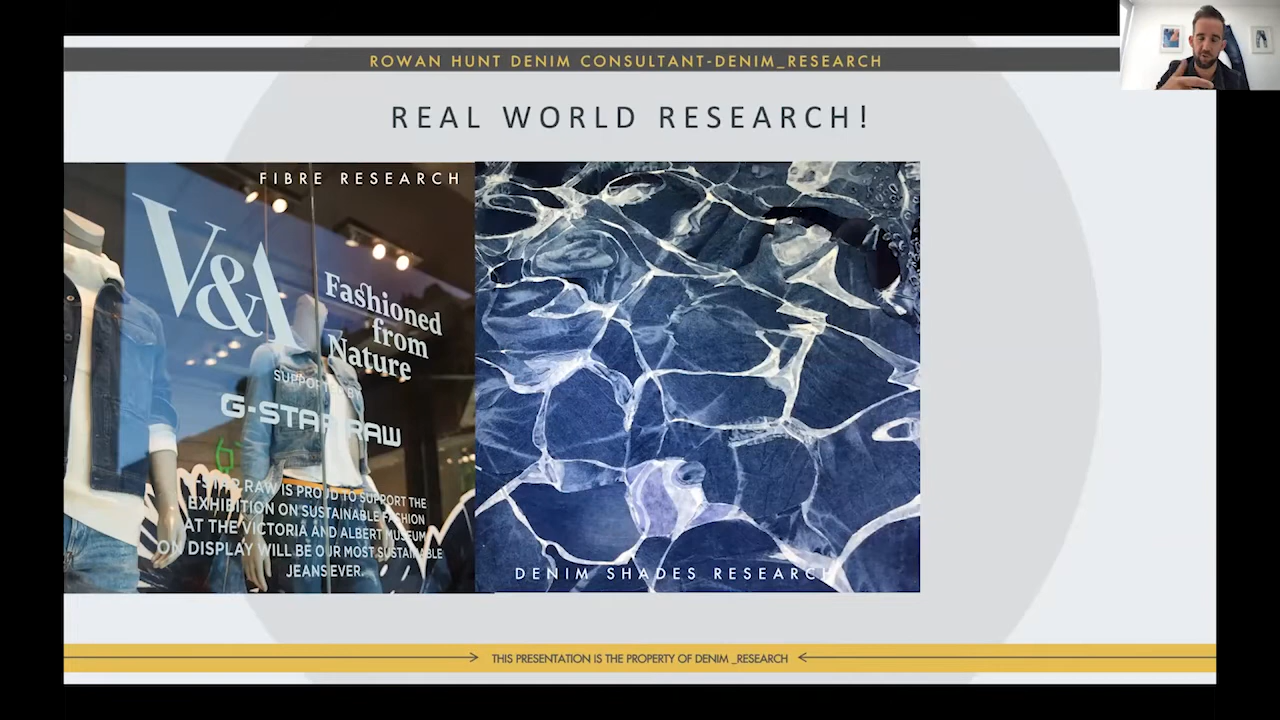 ROWAN HUNT DENIM CONSULTANT-DENIM_RESEARCH
REAL WORLD RESEARCH!
FIBRE RESEARCH
V&A
Fashioned
from
Nature
SUPPORTED BY
G-STAR RAW
G-STAR RAW IS PROUD TO SUPPORT THE
EXHIBITION ON SUSTAINABLE FASHION
AT THE VICTORIA AND ALBERT MUSEUM
ON DISPLAY WILL BE OUR MOST SUSTAINABLE
JEANS EVER.
DENIM SHADES RESEARCH
THIS PRESENTATION IS THE PROPERTY OF DENIM _RESEARCH